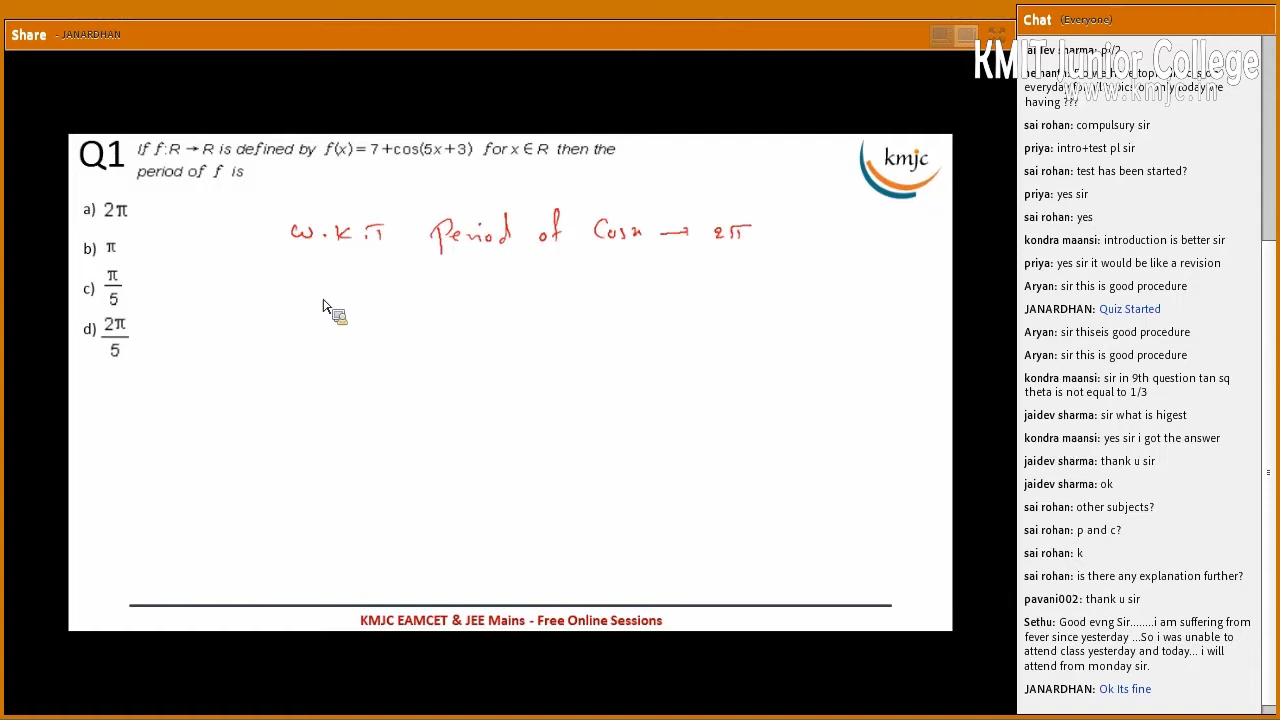 Share - JANARDHAN
Q1 If f:R → R is defined by f(x) = 7+cos(5x+3) for x ∈ R then the
period of f is
kmjc
a) 2π
b) π
c) π/5
d) 2π/5
w.k.π Period of Cosx → 2π
KMJC EAMCET & JEE Mains - Free Online Sessions
Chat (Everyone)
KMIT Junior College
www.kmjc.in
jaidev sharma:
everyday
having ???
sai rohan: compulsury sir
priya: intro+test pl sir
sai rohan: test has been started?
priya: yes sir
sai rohan: yes
kondra maansi: introduction is better sir
priya: yes sir it would be like a revision
Aryan: sir this is good procedure
JANARDHAN: Quiz Started
Aryan: sir thiseis good procedure
Aryan: sir this is good procedure
kondra maansi: sir in 9th question tan sq
theta is not equal to 1/3
jaidev sharma: sir what is higest
kondra maansi: yes sir i got the answer
jaidev sharma: thank u sir
jaidev sharma: ok
sai rohan: other subjects?
sai rohan: p and c?
sai rohan: k
sai rohan: is there any explanation further?
pavani002: thank u sir
Sethu: Good evng Sir........i am suffering from
fever since yesterday ...So i was unable to
attend class yesterday and today... i will
attend from monday sir.
JANARDHAN: Ok Its fine